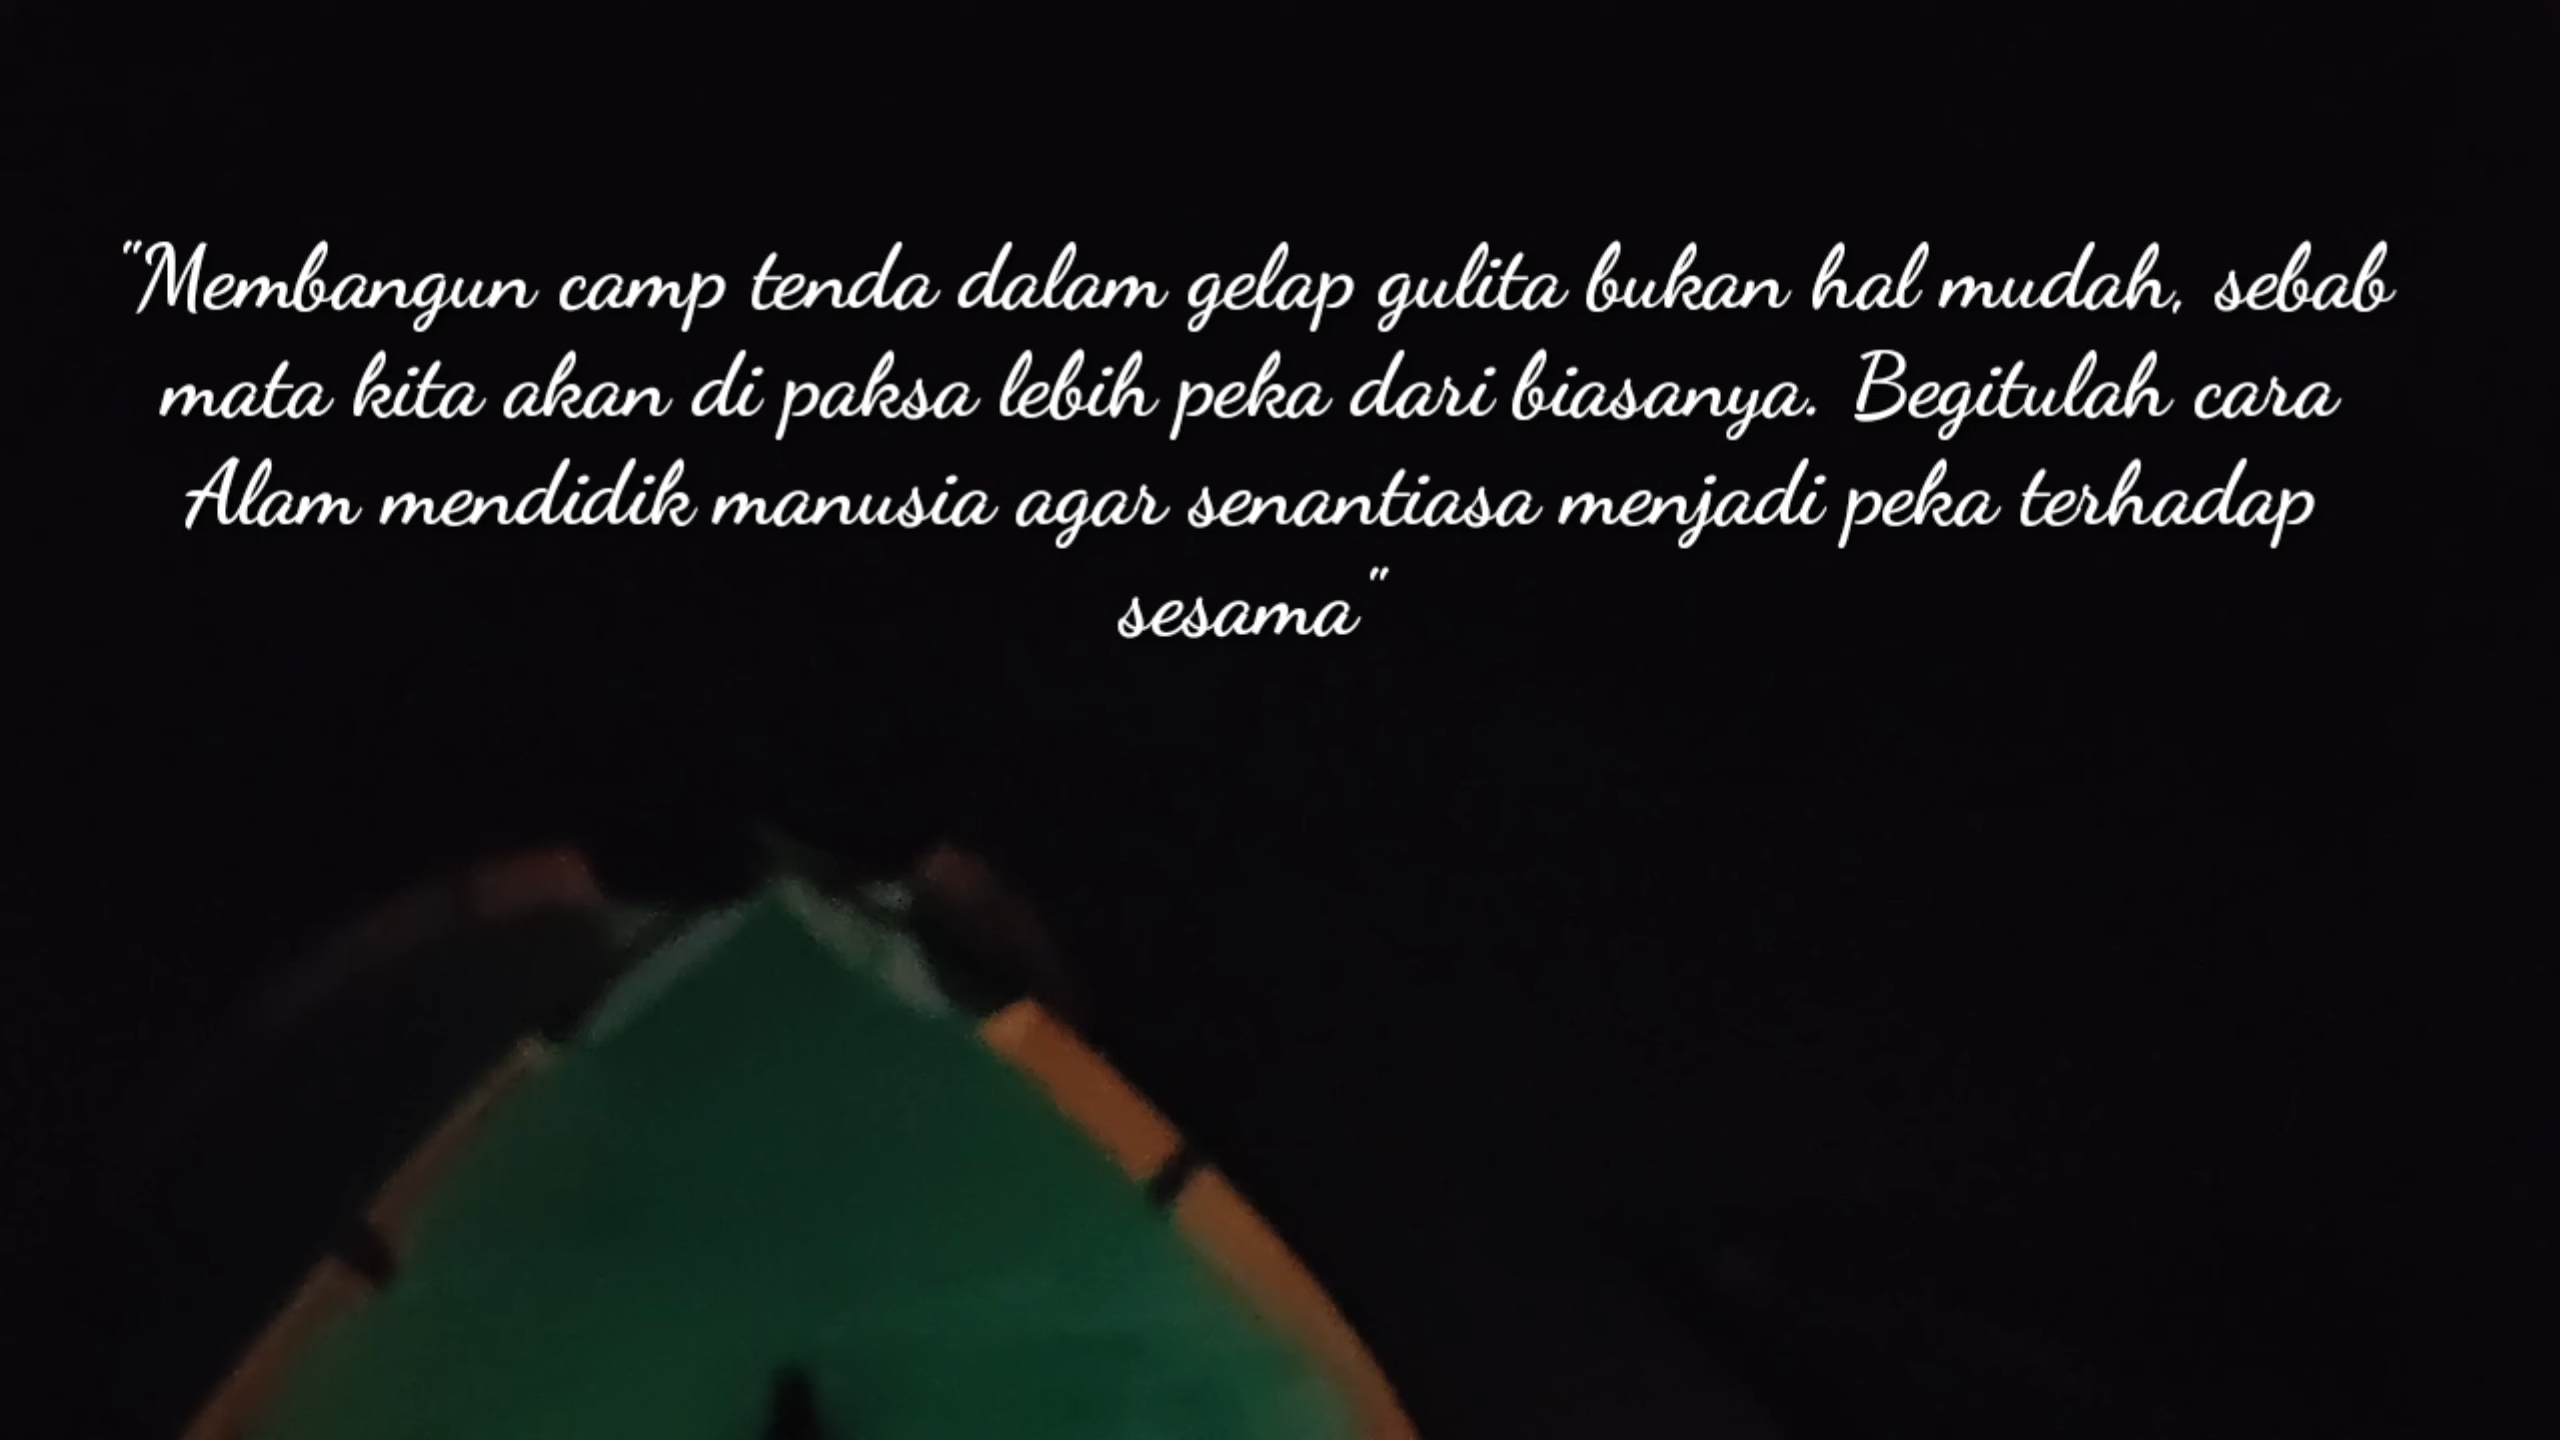 "Membangun camp tenda dalam gelap gulita bukan hal mudah, sebab
mata kita akan di paksa lebih peka dari biasanya. Begitulah cara
Alam mendidik manusia agar senantiasa menjadi peka terhadap
sesama"